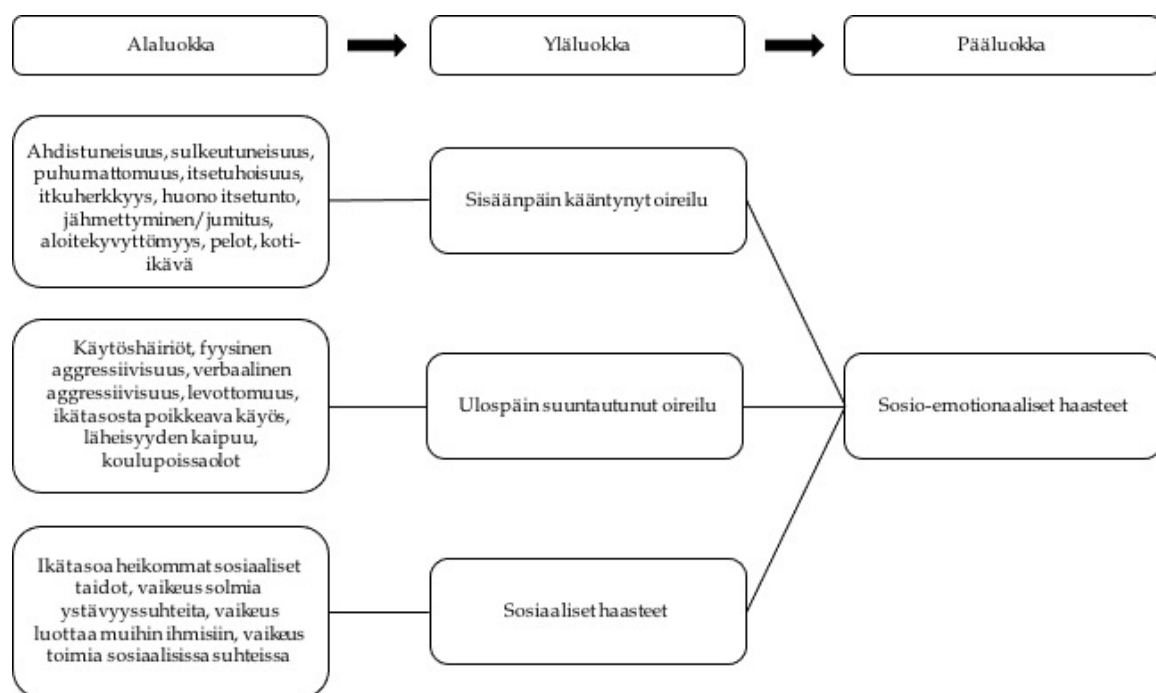 Alaluokka
Yläluokka
Pääluokka
Ahdistuneisuus, sulkeutuneisuus,
puhumattomuus, itsetuhoisuus,
itkuherkkyys, huono itsetunto,
jähmettyminen/jumitus,
aloitekyvyttömyys, pelot, koti-
ikävä
Sisäänpäin kääntynyt oireilu
Käytöshäiriöt, fyysinen
aggressiivisuus, verbaalinen
aggressiivisuus, levottomuus,
ikätasosta poikkeava käyös,
läheisyyden kaipuu,
koulupoissaolot
Ulospäin suuntautunut oireilu
Sosio-emotionaaliset haasteet
Ikätasoa heikommat sosiaaliset
taidot, vaikeus solmia
ystävyyssuhteita, vaikeus
luottaa muihin ihmisiin, vaikeus
toimia sosiaalisissa suhteissa
Sosiaaliset haasteet